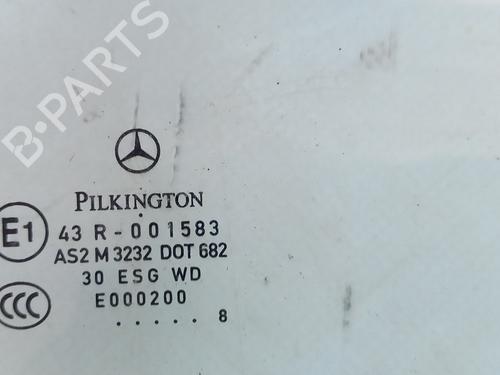 B-PARTS
PILKINGTON
E1 43 R - 001583
AS2 M 3232 DOT 682
30 ESG WD
CCC E000200
. . . . . 8